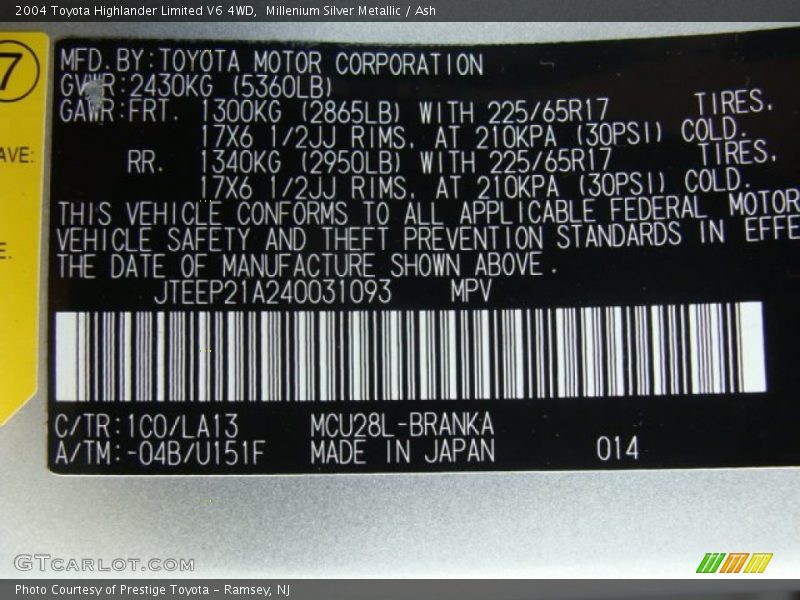 2004 Toyota Highlander Limited V6 4WD,  Millenium Silver Metallic / Ash
7
AVE:
E:
MFD. BY: TOYOTA MOTOR CORPORATION
GVWR: 2430KG (5360LB)
GAWR: FRT. 1300KG (2865LB) WITH 225/65R17 TIRES.
17X6 1/2JJ RIMS. AT 210KPA (30PSI) COLD.
RR. 1340KG (2950LB) WITH 225/65R17 TIRES.
17X6 1/2JJ RIMS. AT 210KPA (30PSI) COLD.
THIS VEHICLE CONFORMS TO ALL APPLICABLE FEDERAL MOTOR
VEHICLE SAFETY AND THEFT PREVENTION STANDARDS IN EFFE
THE DATE OF MANUFACTURE SHOWN ABOVE.
JTEEP21A240031093 MPV
C/TR: 1C0/LA13 MCU28L-BRANKA
A/TM: -04B/U151F MADE IN JAPAN 014
GTCARLOT.COM
Photo Courtesy of Prestige Toyota - Ramsey, NJ